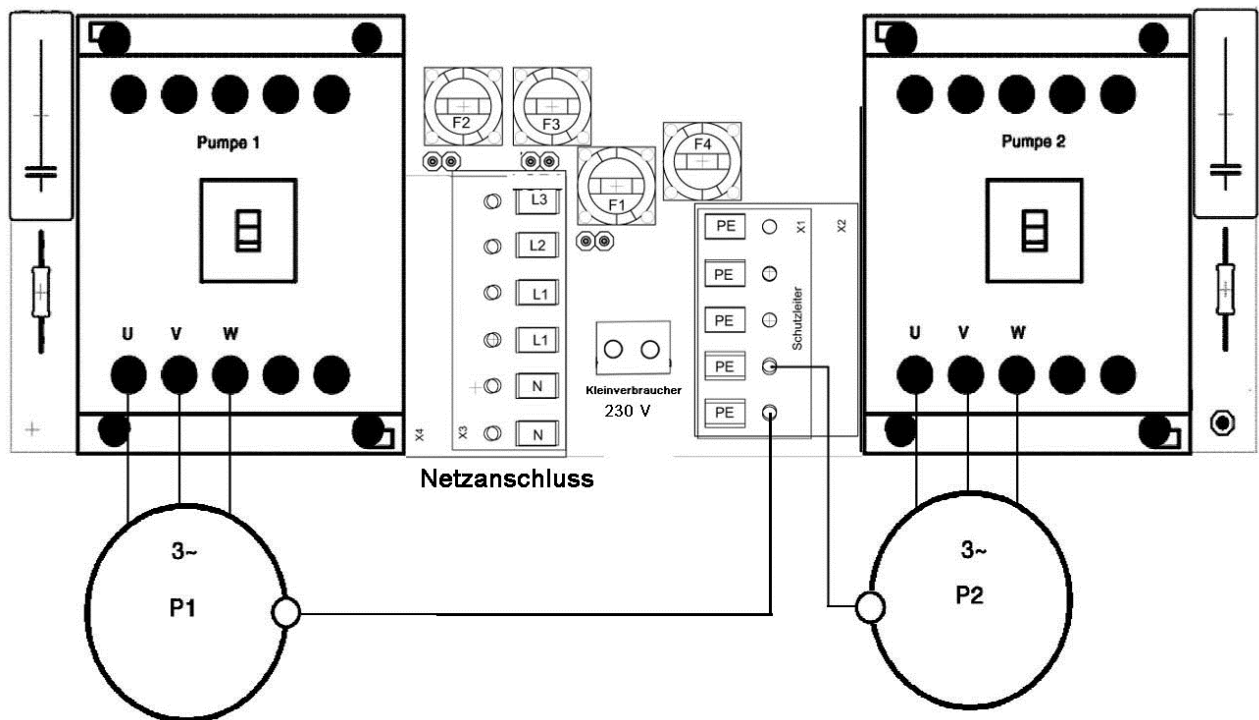 Pumpe 1
U V W
F2
F3
F1
F4
L3
L2
L1
L1
N
N
X4
X3
Netzanschluss
Kleinverbraucher
230 V
PE
PE
PE
PE
PE
X1
X2
Schutzleiter
Pumpe 2
U V W
3~
P1
3~
P2